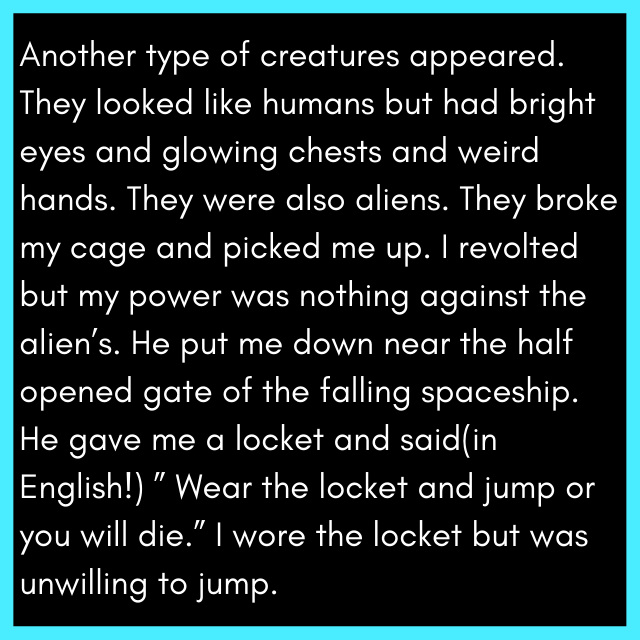 Another type of creatures appeared.
They looked like humans but had bright
eyes and glowing chests and weird
hands. They were also aliens. They broke
my cage and picked me up. I revolted
but my power was nothing against the
alien’s. He put me down near the half
opened gate of the falling spaceship.
He gave me a locket and said(in
English!) ” Wear the locket and jump or
you will die.” I wore the locket but was
unwilling to jump.